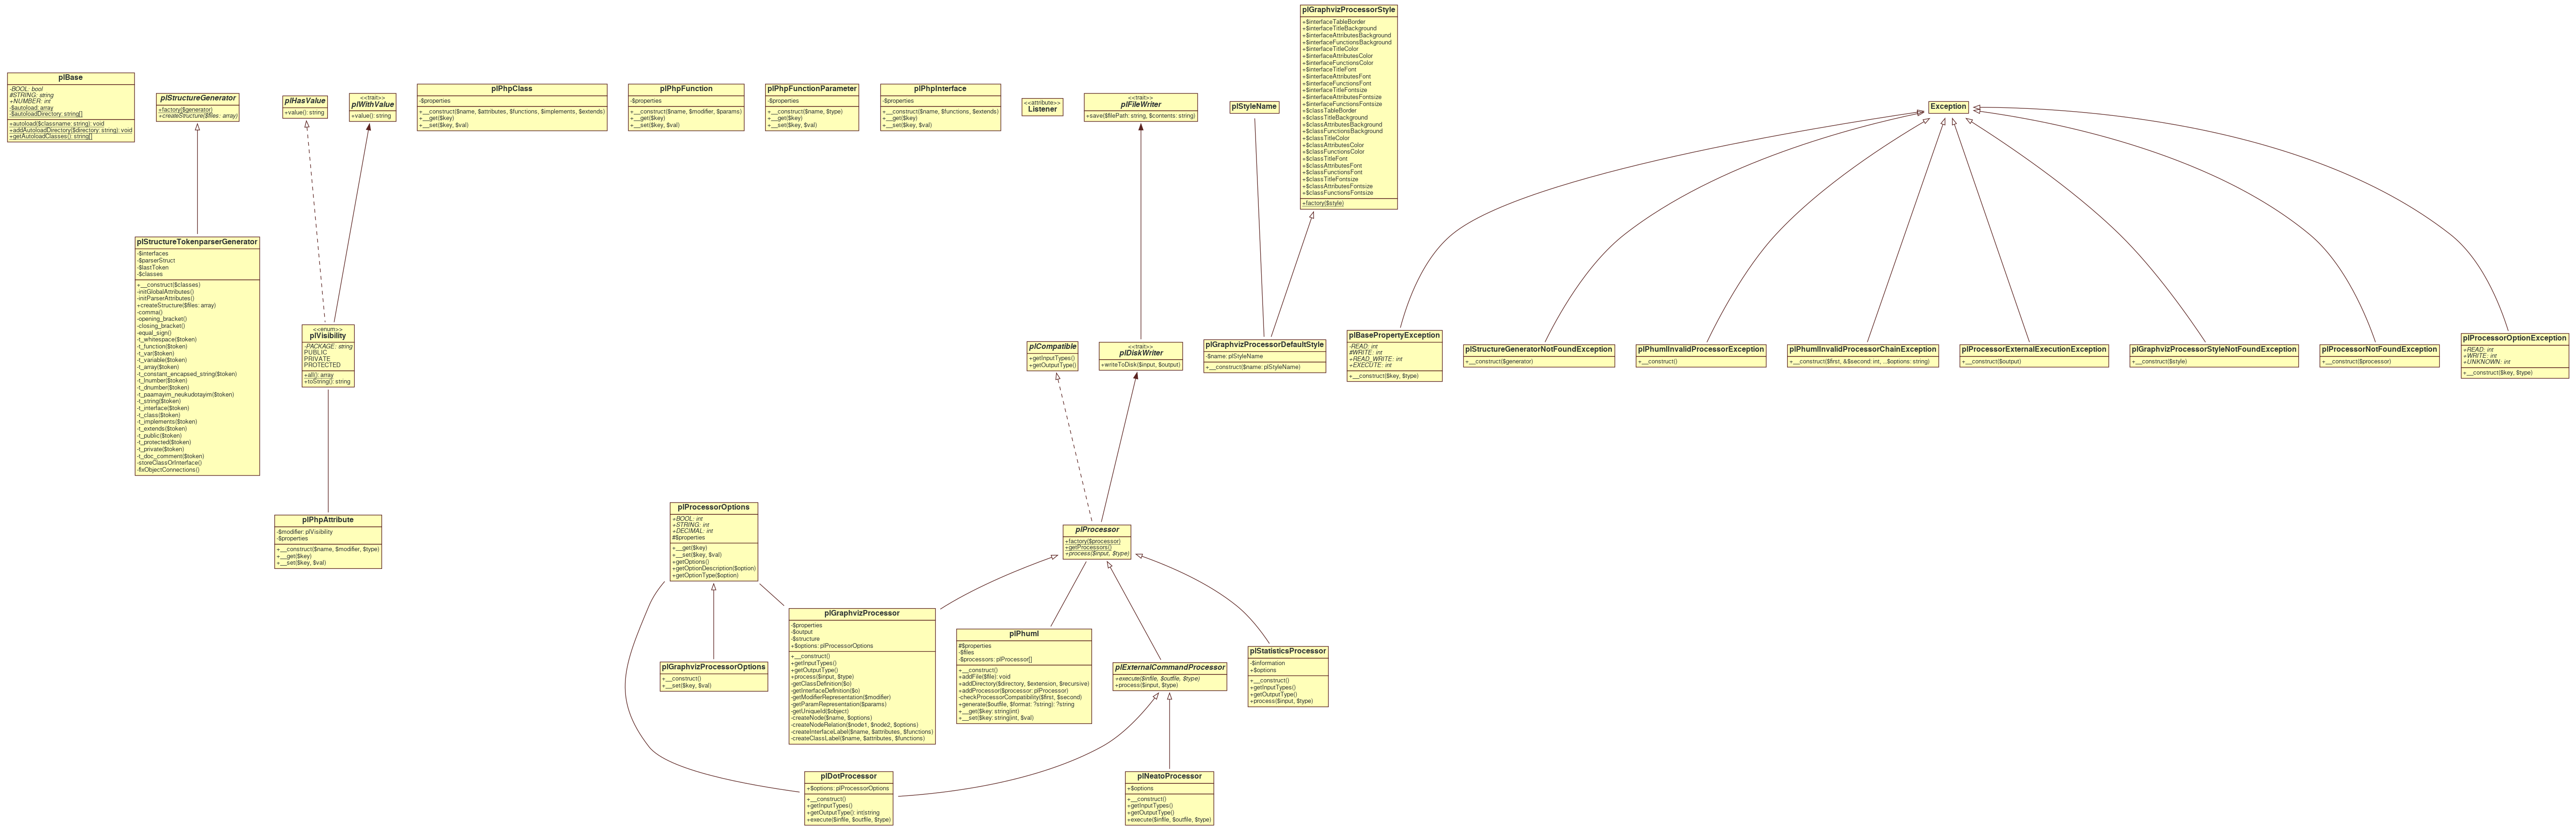 plBase
-BOOL: bool
#STRING: string
+NUMBER: int
-$autoload: array
-$autoloadDirectory: string[]
+autoload($classname: string): void
+addAutoloadDirectory($directory: string): void
+getAutoloadClasses(): string[]
plStructureGenerator
+factory($generator)
+createStructure($files: array)
plHasValue
+value(): string
<<trait>>
plWithValue
+value(): string
plPhpClass
-$properties
+__construct($name, $attributes, $functions, $implements, $extends)
+__get($key)
+__set($key, $val)
plPhpFunction
-$properties
+__construct($name, $modifier, $params)
+__get($key)
+__set($key, $val)
plPhpFunctionParameter
-$properties
+__construct($name, $type)
+__get($key)
+__set($key, $val)
plPhpInterface
-$properties
+__construct($name, $functions, $extends)
+__get($key)
+__set($key, $val)
<<attribute>>
Listener
<<trait>>
plFileWriter
+save($filePath: string, $contents: string)
plStyleName
plGraphvizProcessorStyle
+$interfaceTableBorder
+$interfaceTitleBackground
+$interfaceAttributesBackground
+$interfaceFunctionsBackground
+$interfaceTitleColor
+$interfaceAttributesColor
+$interfaceFunctionsColor
+$interfaceTitleFont
+$interfaceAttributesFont
+$interfaceFunctionsFont
+$interfaceTitleFontsize
+$interfaceAttributesFontsize
+$interfaceFunctionsFontsize
+$classTableBorder
+$classTitleBackground
+$classAttributesBackground
+$classFunctionsBackground
+$classTitleColor
+$classAttributesColor
+$classFunctionsColor
+$classTitleFont
+$classAttributesFont
+$classFunctionsFont
+$classTitleFontsize
+$classAttributesFontsize
+$classFunctionsFontsize
+factory($style)
Exception
plStructureTokenparserGenerator
-$interfaces
-$parserStruct
-$lastToken
-$classes
+__construct($classes)
-initGlobalAttributes()
-initParserAttributes()
+createStructure($files: array)
-comma()
-opening_bracket()
-closing_bracket()
-equal_sign()
-t_whitespace($token)
-t_function($token)
-t_var($token)
-t_variable($token)
-t_array($token)
-t_constant_encapsed_string($token)
-t_lnumber($token)
-t_dnumber($token)
-t_paamayim_neukudotayim($token)
-t_string($token)
-t_interface($token)
-t_class($token)
-t_implements($token)
-t_extends($token)
-t_public($token)
-t_protected($token)
-t_private($token)
-t_doc_comment($token)
-storeClassOrInterface()
-fixObjectConnections()
<<enum>>
plVisibility
-PACKAGE: string
PUBLIC
PRIVATE
PROTECTED
+all(): array
+toString(): string
plCompatible
+getInputTypes()
+getOutputType()
<<trait>>
plDiskWriter
+writeToDisk($input, $output)
plGraphvizProcessorDefaultStyle
-$name: plStyleName
+__construct($name: plStyleName)
plBasePropertyException
-READ: int
#WRITE: int
+READ_WRITE: int
+EXECUTE: int
+__construct($key, $type)
plStructureGeneratorNotFoundException
+__construct($generator)
plPhumlInvalidProcessorException
+__construct()
plPhumlInvalidProcessorChainException
+__construct($first, &$second: int, ...$options: string)
plProcessorExternalExecutionException
+__construct($output)
plGraphvizProcessorStyleNotFoundException
+__construct($style)
plProcessorNotFoundException
+__construct($processor)
plProcessorOptionException
+READ: int
+WRITE: int
+UNKNOWN: int
+__construct($key, $type)
plPhpAttribute
-$modifier: plVisibility
-$properties
+__construct($name, $modifier, $type)
+__get($key)
+__set($key, $val)
plProcessorOptions
+BOOL: int
+STRING: int
+DECIMAL: int
#$properties
+__get($key)
+__set($key, $val)
+getOptions()
+getOptionDescription($option)
+getOptionType($option)
plProcessor
+factory($processor)
+getProcessors()
+process($input, $type)
plGraphvizProcessorOptions
+__construct()
+__set($key, $val)
plGraphvizProcessor
-$properties
-$output
-$structure
+$options: plProcessorOptions
+__construct()
+getInputTypes()
+getOutputType()
+process($input, $type)
-getClassDefinition($o)
-getInterfaceDefinition($o)
-getModifierRepresentation($modifier)
-getParamRepresentation($params)
-getUniqueId($object)
-createNode($name, $options)
-createNodeRelation($node1, $node2, $options)
-createInterfaceLabel($name, $attributes, $functions)
-createClassLabel($name, $attributes, $functions)
plPhuml
#$properties
-$files
-$processors: plProcessor[]
+__construct()
+addFile($file): void
+addDirectory($directory, $extension, $recursive)
+addProcessor($processor: plProcessor)
-checkProcessorCompatibility($first, $second)
+generate($outfile, $format: ?string): ?string
+__get($key: string|int)
+__set($key: string|int, $val)
plExternalCommandProcessor
+execute($infile, $outfile, $type)
+process($input, $type)
plStatisticsProcessor
-$information
+$options
+__construct()
+getInputTypes()
+getOutputType()
+process($input, $type)
plDotProcessor
+$options: plProcessorOptions
+__construct()
+getInputTypes()
+getOutputType(): int|string
+execute($infile, $outfile, $type)
plNeatoProcessor
+$options
+__construct()
+getInputTypes()
+getOutputType()
+execute($infile, $outfile, $type)